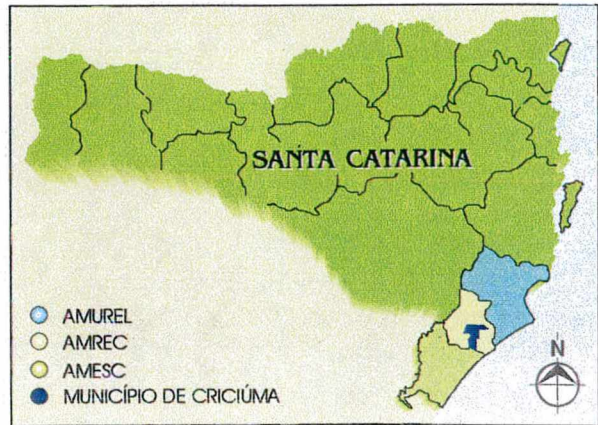 SANTA CATARINA
AMUREL
AMREC
AMESC
MUNICÍPIO DE CRICIÚMA
N